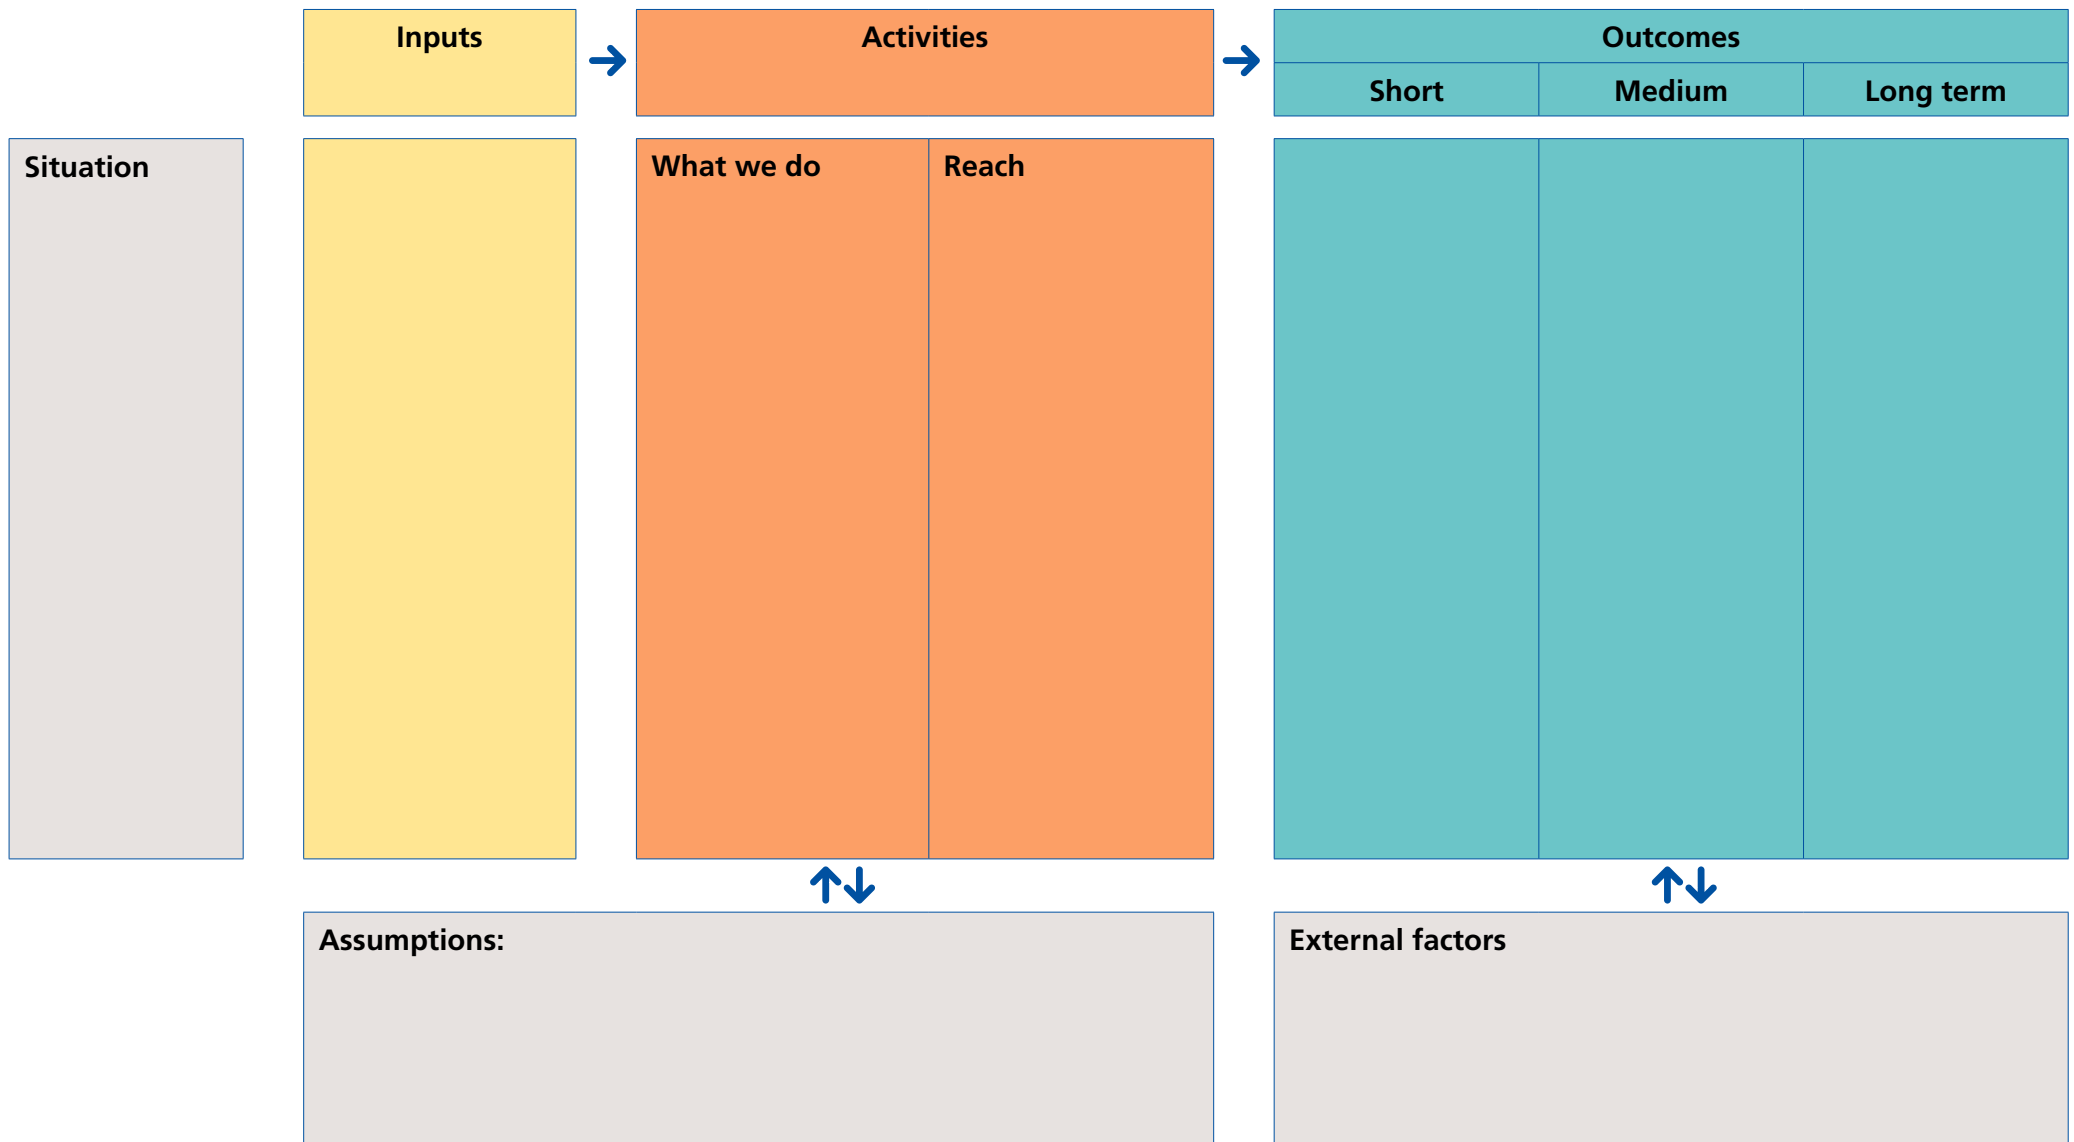 Inputs
Activities
Outcomes
Short
Medium
Long term
Situation
What we do
Reach
Assumptions:
External factors